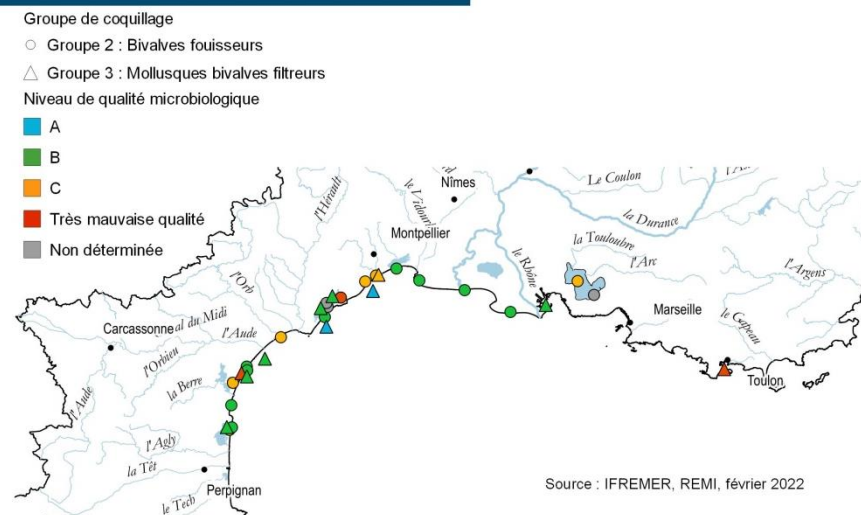 Groupe de coquillage
Groupe 2 : Bivalves fouisseurs
Groupe 3 : Mollusques bivalves filtreurs
Niveau de qualité microbiologique
A
B
C
Très mauvaise qualité
Non déterminée
Nîmes
Le Coulon
la Durance
l'Hérault
le Vidourl
Montpellier
la Touloubre
l'Arc
l'Argens
le Rhône
l'Orb
Marseille
le Gapeau
Carcassonne
al du Midi
l'Aude
l'Orbieu
la Berre
Toulon
l'Aude
l'Agly
la Têt
Perpignan
le Tech
Source : IFREMER, REMI, février 2022